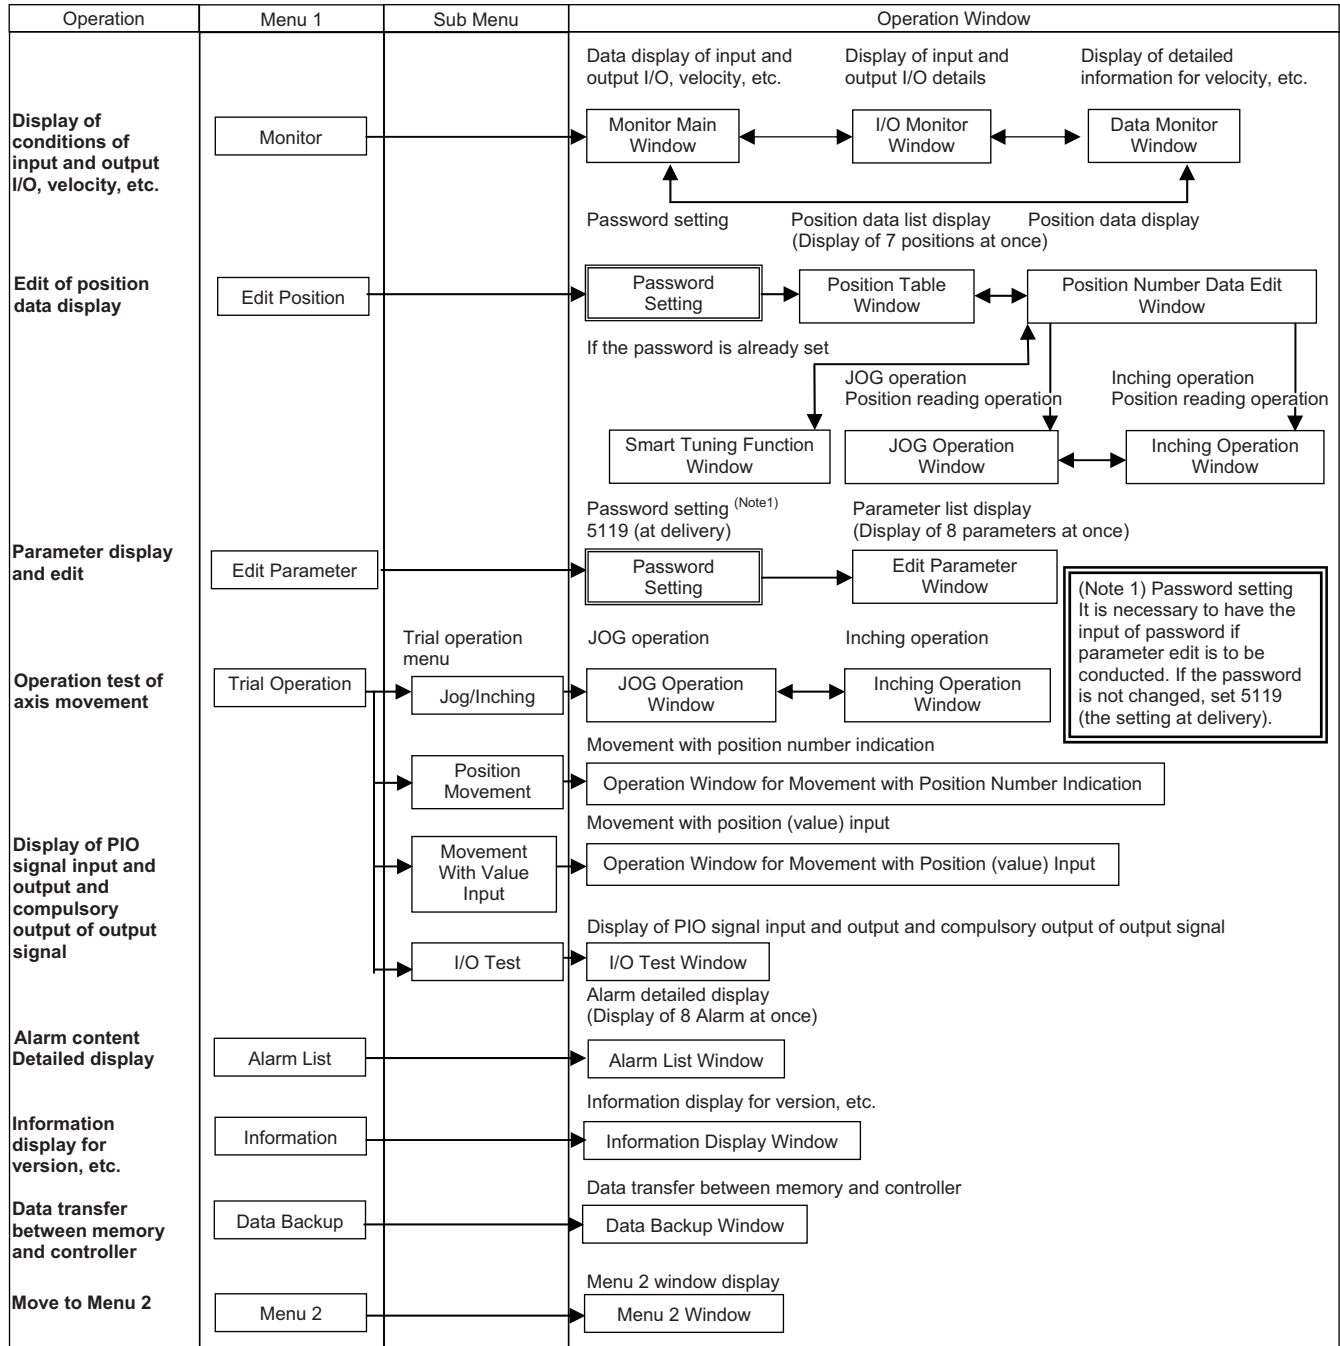 Operation
Menu 1
Sub Menu
Operation Window
Data display of input and
output I/O, velocity, etc.
Display of input and
output I/O details
Display of detailed
information for velocity, etc.
Display of
conditions of
input and output
I/O, velocity, etc.
Monitor
Monitor Main
Window
I/O Monitor
Window
Data Monitor
Window
Password setting
Position data list display
(Display of 7 positions at once)
Position data display
Edit of position
data display
Edit Position
Password
Setting
Position Table
Window
Position Number Data Edit
Window
If the password is already set
JOG operation
Position reading operation
Inching operation
Position reading operation
Smart Tuning Function
Window
JOG Operation
Window
Inching Operation
Window
Password setting (Note1)
5119 (at delivery)
Parameter list display
(Display of 8 parameters at once)
Parameter display
and edit
Edit Parameter
Password
Setting
Edit Parameter
Window
(Note 1) Password setting
It is necessary to have the
input of password if
parameter edit is to be
conducted. If the password
is not changed, set 5119
(the setting at delivery).
Trial operation
menu
JOG operation
Inching operation
Operation test of
axis movement
Trial Operation
Jog/Inching
JOG Operation
Window
Inching Operation
Window
Movement with position number indication
Position
Movement
Operation Window for Movement with Position Number Indication
Movement with position (value) input
Display of PIO
signal input and
output and
compulsory
output of output
signal
Movement
With Value
Input
Operation Window for Movement with Position (value) Input
Display of PIO signal input and output and compulsory output of output signal
I/O Test
I/O Test Window
Alarm detailed display
(Display of 8 Alarm at once)
Alarm content
Detailed display
Alarm List
Alarm List Window
Information display for version, etc.
Information
display for
version, etc.
Information
Information Display Window
Data transfer between memory and controller
Data transfer
between memory
and controller
Data Backup
Data Backup Window
Menu 2 window display
Move to Menu 2
Menu 2
Menu 2 Window